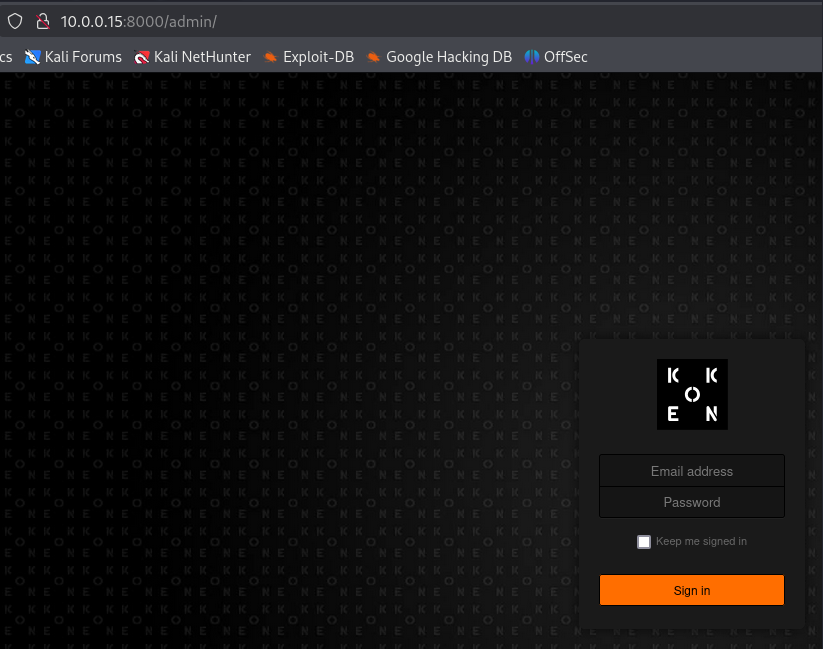 10.0.0.15:8000/admin/
cs Kali Forums Kali NetHunter Exploit-DB Google Hacking DB OffSec
K K
O
E N
Email address
Password
Keep me signed in
Sign in